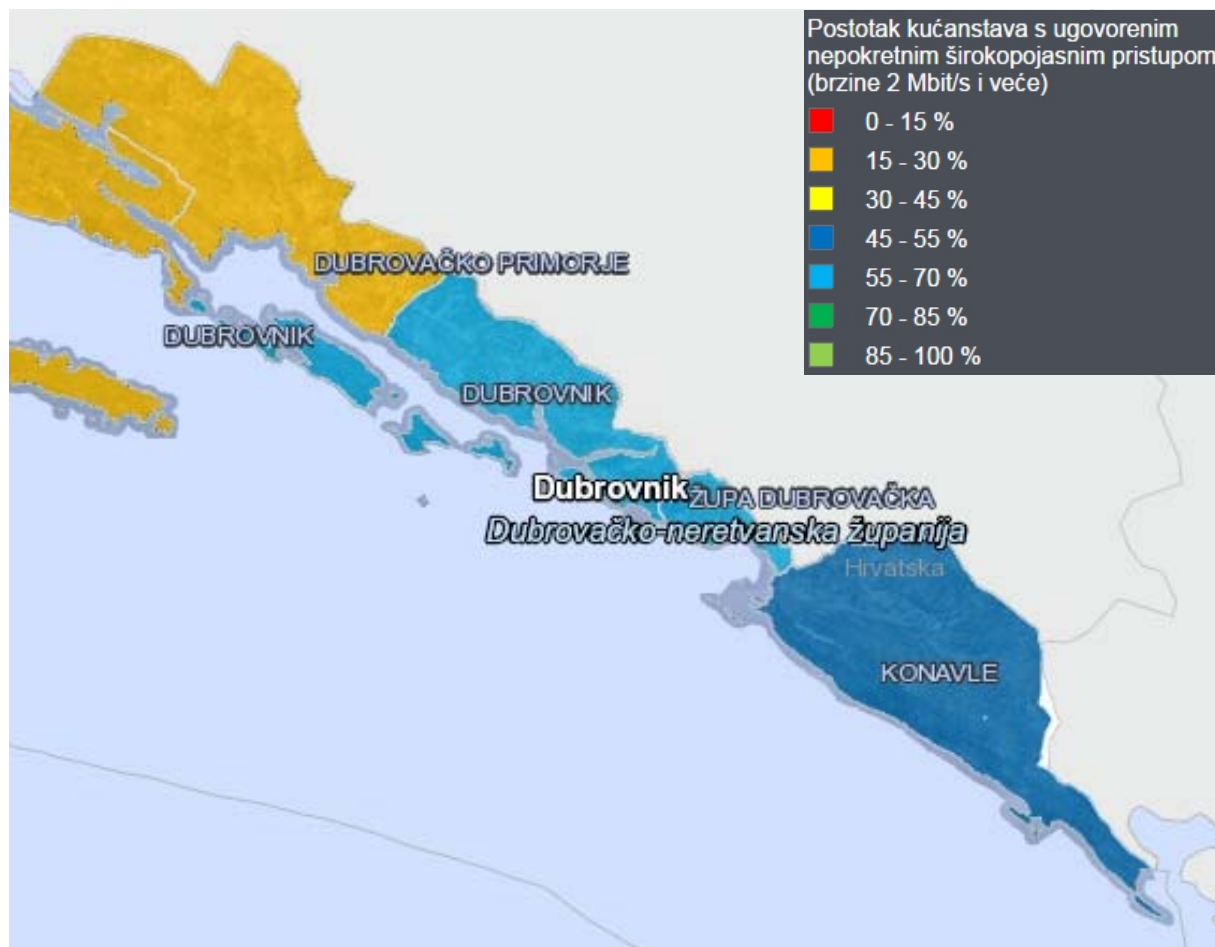 Postotak kućanstava s ugovorenim
nepokretnim širokopojasnim pristupom
(brzine 2 Mbit/s i veće)
0 - 15 %
15 - 30 %
30 - 45 %
45 - 55 %
55 - 70 %
70 - 85 %
85 - 100 %
DUBROVAČKO PRIMORJE
DUBROVNIK
DUBROVNIK
Dubrovnik
ŽUPA DUBROVAČKA
Dubrovačko-neretvanska županija
Hrvatska
KONAVLE